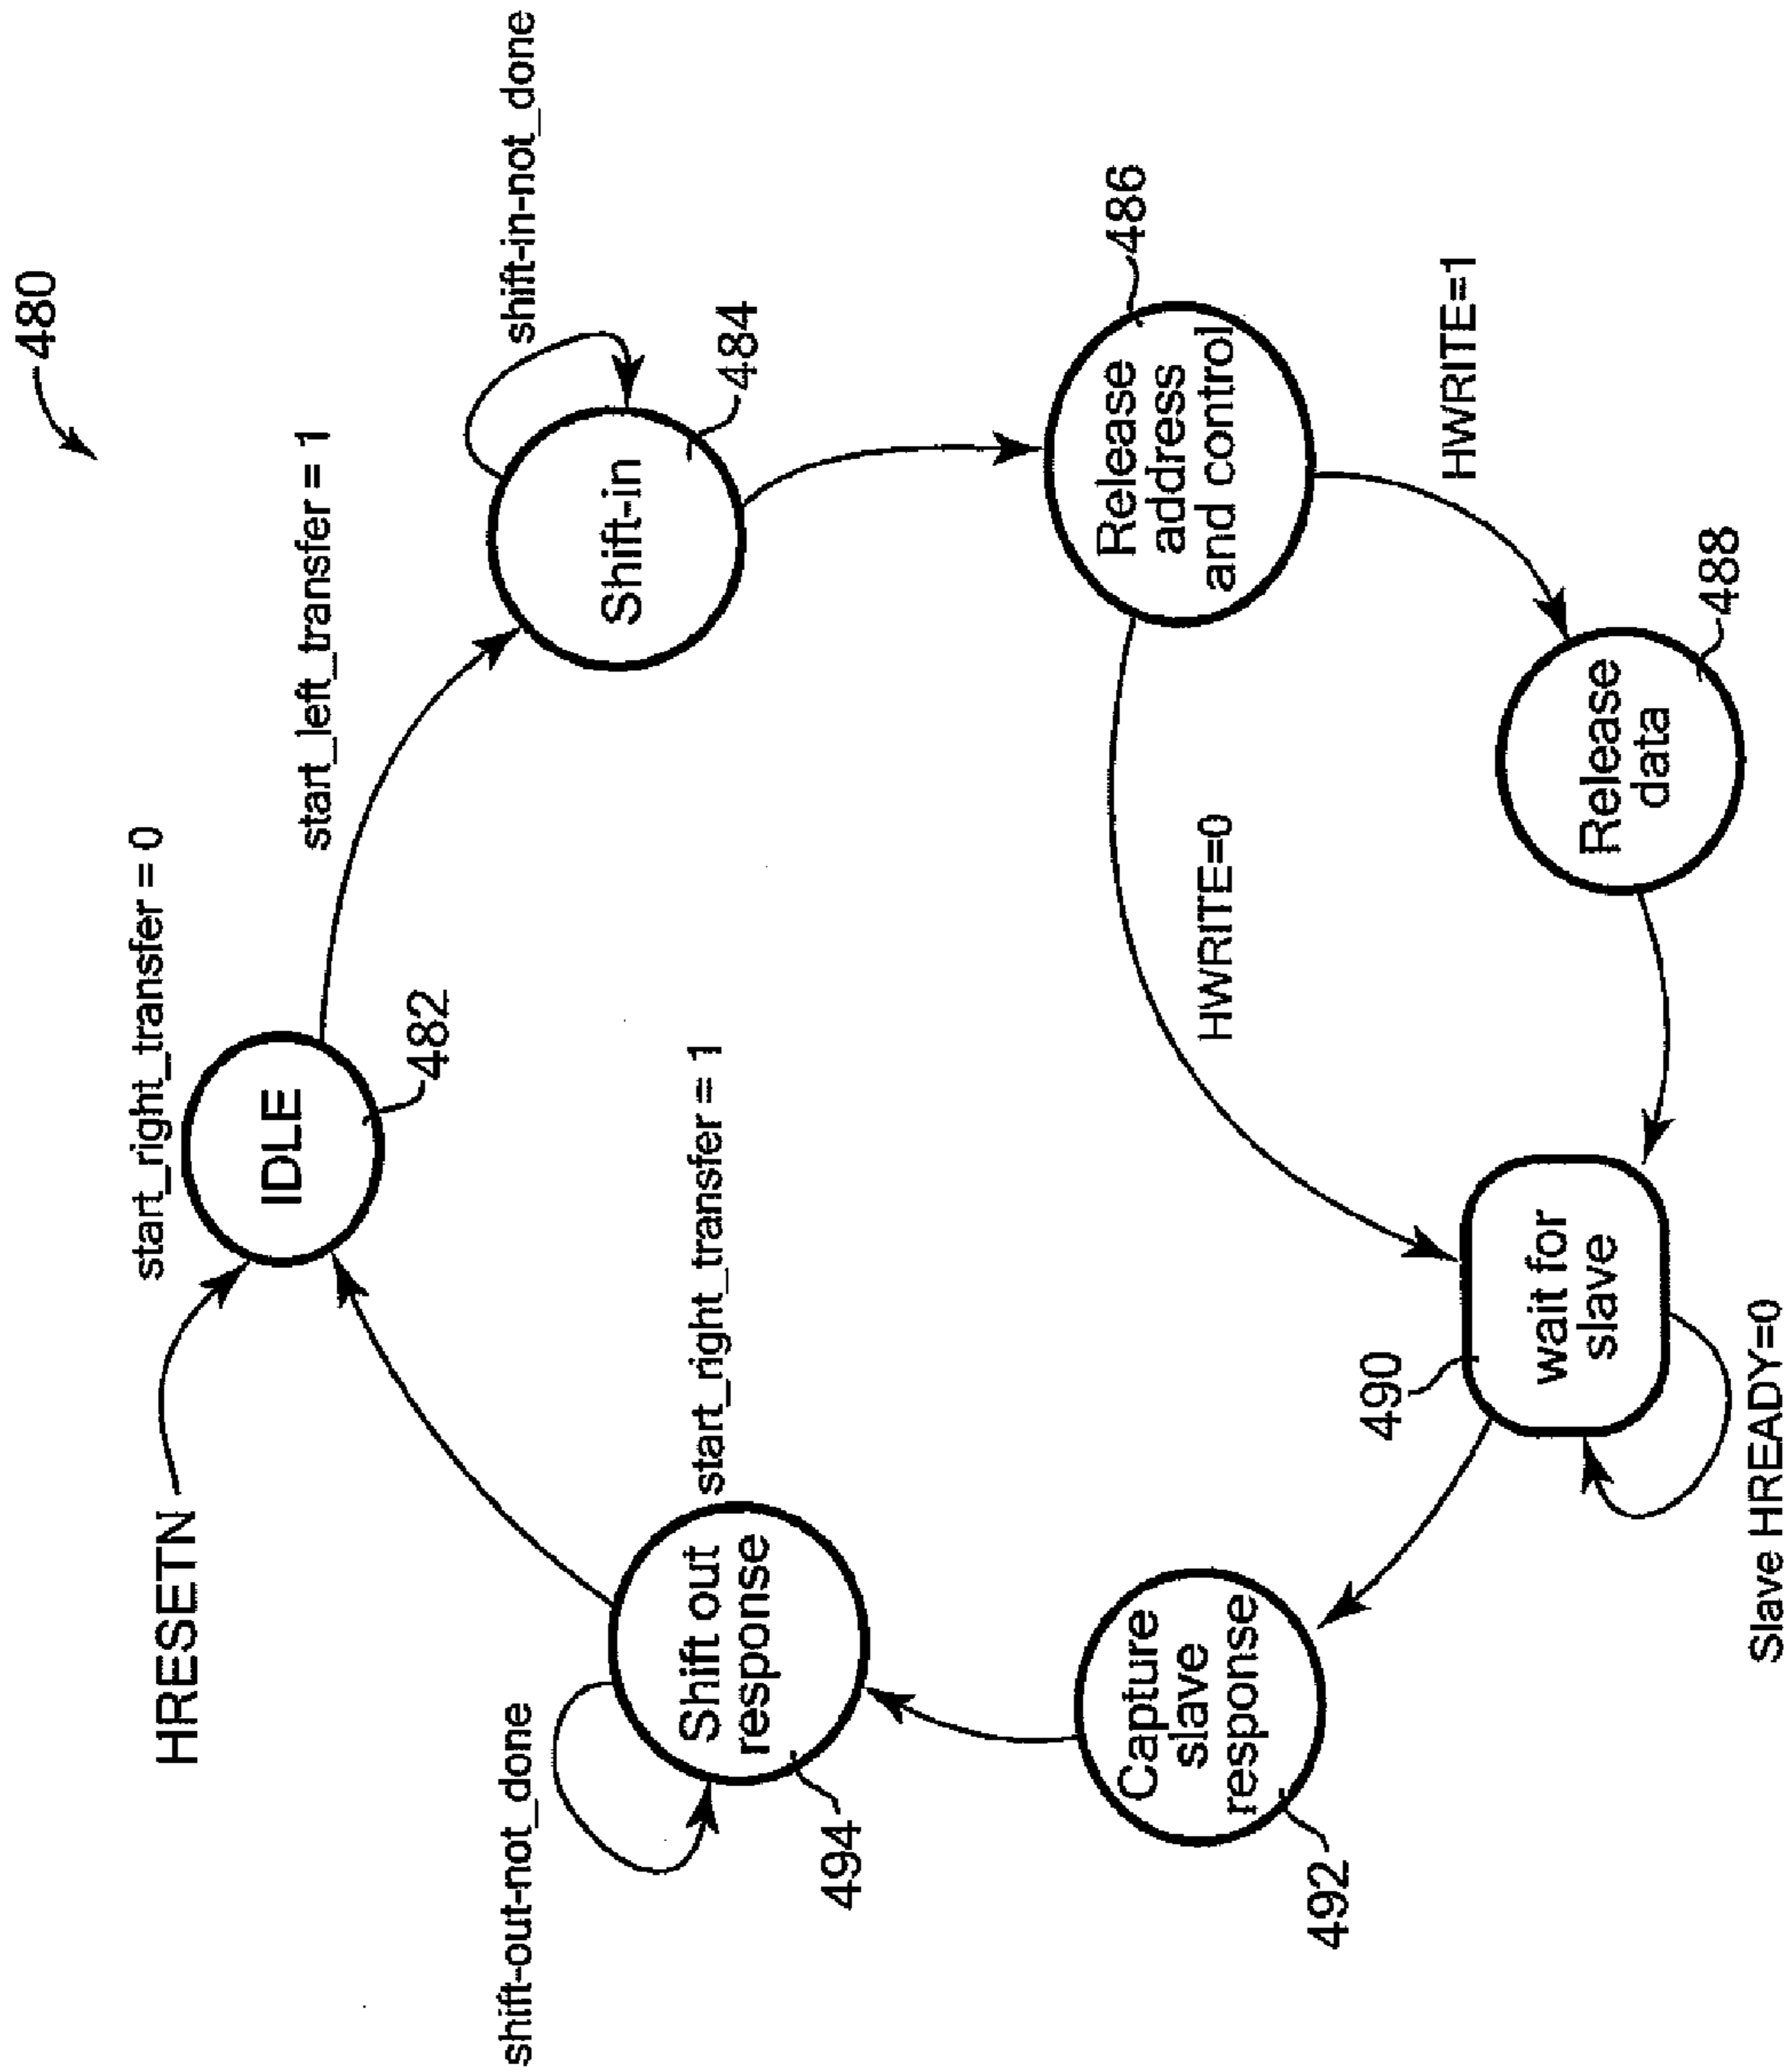 480
start_right_transfer = 0
HRESETN
IDLE
482
start_left_transfer = 1
shift-in-not_done
Shift-in
484
shift-out-not_done
Shift out
response
494
start_right_transfer = 1
Release
address
and control
486
HWRITE=0
HWRITE=1
Capture
slave
response
492
490
wait for
slave
Slave HREADY=0
Release
data
488